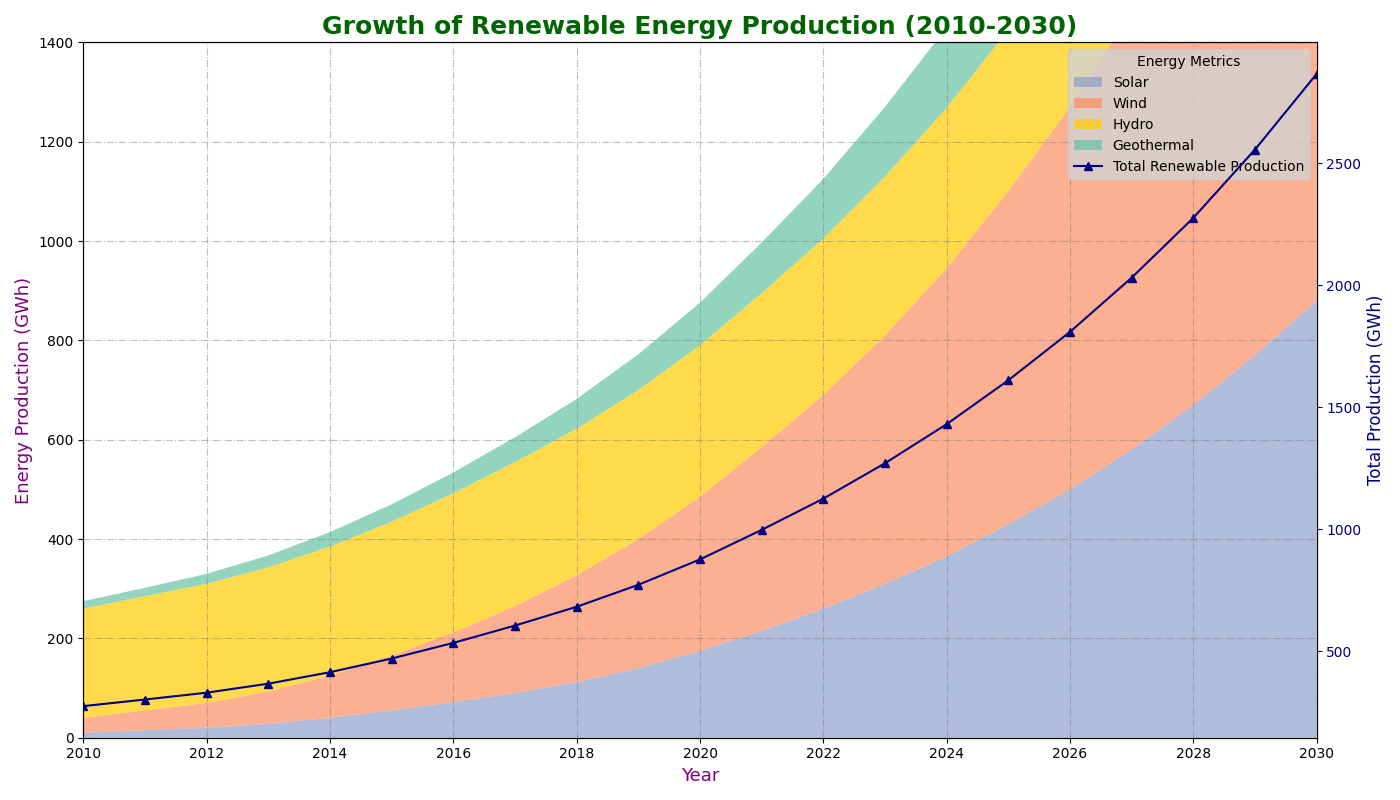 Growth of Renewable Energy Production (2010-2030)
Energy Production (GWh)
1400
1200
1000
800
600
400
200
0
Energy Metrics
Solar
Wind
Hydro
Geothermal
Total Renewable Production
2500
2000
1500
1000
500
Total Production (GWh)
2010 2012 2014 2016 2018 2020 2022 2024 2026 2028 2030
Year